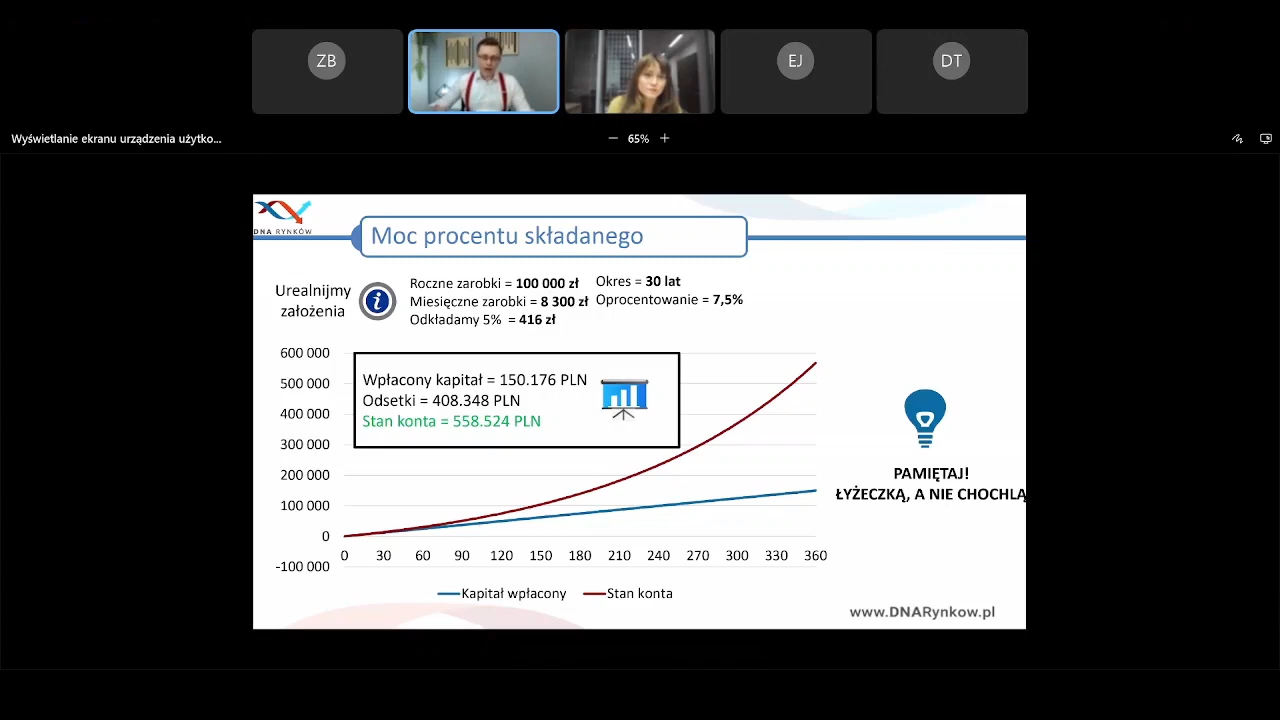 ZB
EJ
DT
Wyświetlanie ekranu urządzenia użytko...
65%
DNA RYNKÓW
Moc procentu składanego
Urealnijmy
założenia
Roczne zarobki = 100 000 zł
Miesięczne zarobki = 8 300 zł
Odkładamy 5% = 416 zł
Okres = 30 lat
Oprocentowanie = 7,5%
600 000
500 000
400 000
300 000
200 000
100 000
0
-100 000
Wpłacony kapitał = 150.176 PLN
Odsetki = 408.348 PLN
Stan konta = 558.524 PLN
0 30 60 90 120 150 180 210 240 270 300 330 360
Kapitał wpłacony
Stan konta
PAMIĘTAJ!
ŁYŻECZKĄ, A NIE CHOCHLĄ
www.DNARynkow.pl